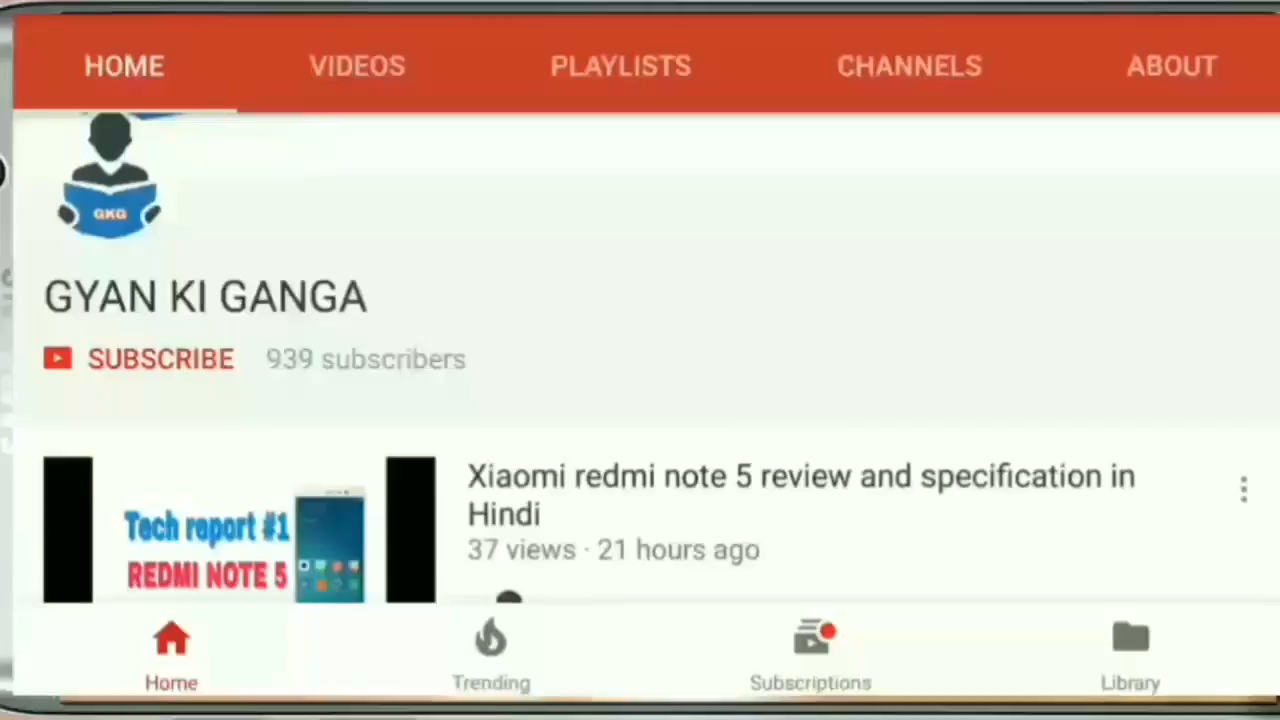 HOME VIDEOS PLAYLISTS CHANNELS ABOUT
GKG
GYAN KI GANGA
SUBSCRIBE 939 subscribers
Xiaomi redmi note 5 review and specification in
Hindi
37 views · 21 hours ago
Tech report #1
REDMI NOTE 5
Home Trending Subscriptions Library